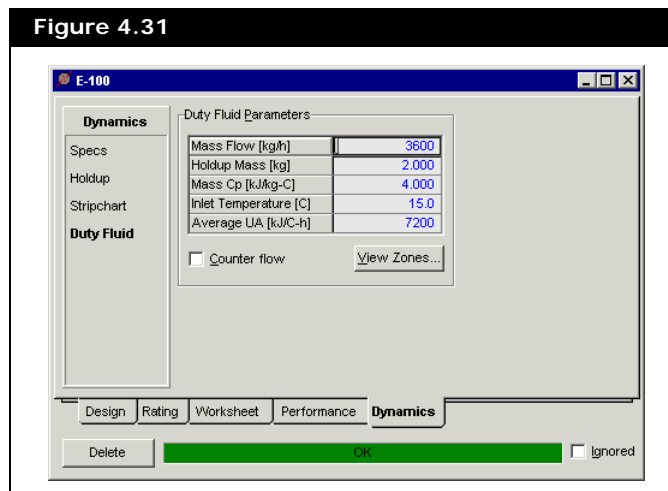 Figure 4.31
E-100
Dynamics
Specs
Holdup
Stripchart
Duty Fluid
Duty Fluid Parameters
Mass Flow [kg/h] 3600
Holdup Mass [kg] 2.000
Mass Cp [kJ/kg-C] 4.000
Inlet Temperature [C] 15.0
Average UA [kJ/C-h] 7200
Counter flow View Zones...
Design Rating Worksheet Performance Dynamics
Delete OK Ignored